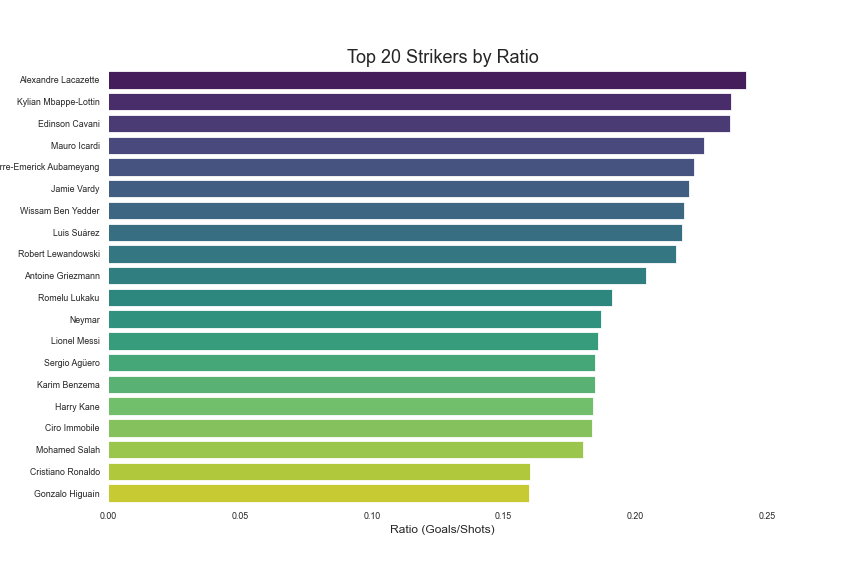 Top 20 Strikers by Ratio
Alexandre Lacazette
Kylian Mbappe-Lottin
Edinson Cavani
Mauro Icardi
rre-Emerick Aubameyang
Jamie Vardy
Wissam Ben Yedder
Luis Suárez
Robert Lewandowski
Antoine Griezmann
Romelu Lukaku
Neymar
Lionel Messi
Sergio Agüero
Karim Benzema
Harry Kane
Ciro Immobile
Mohamed Salah
Cristiano Ronaldo
Gonzalo Higuaín
0.00 0.05 0.10 0.15 0.20 0.25
Ratio (Goals/Shots)